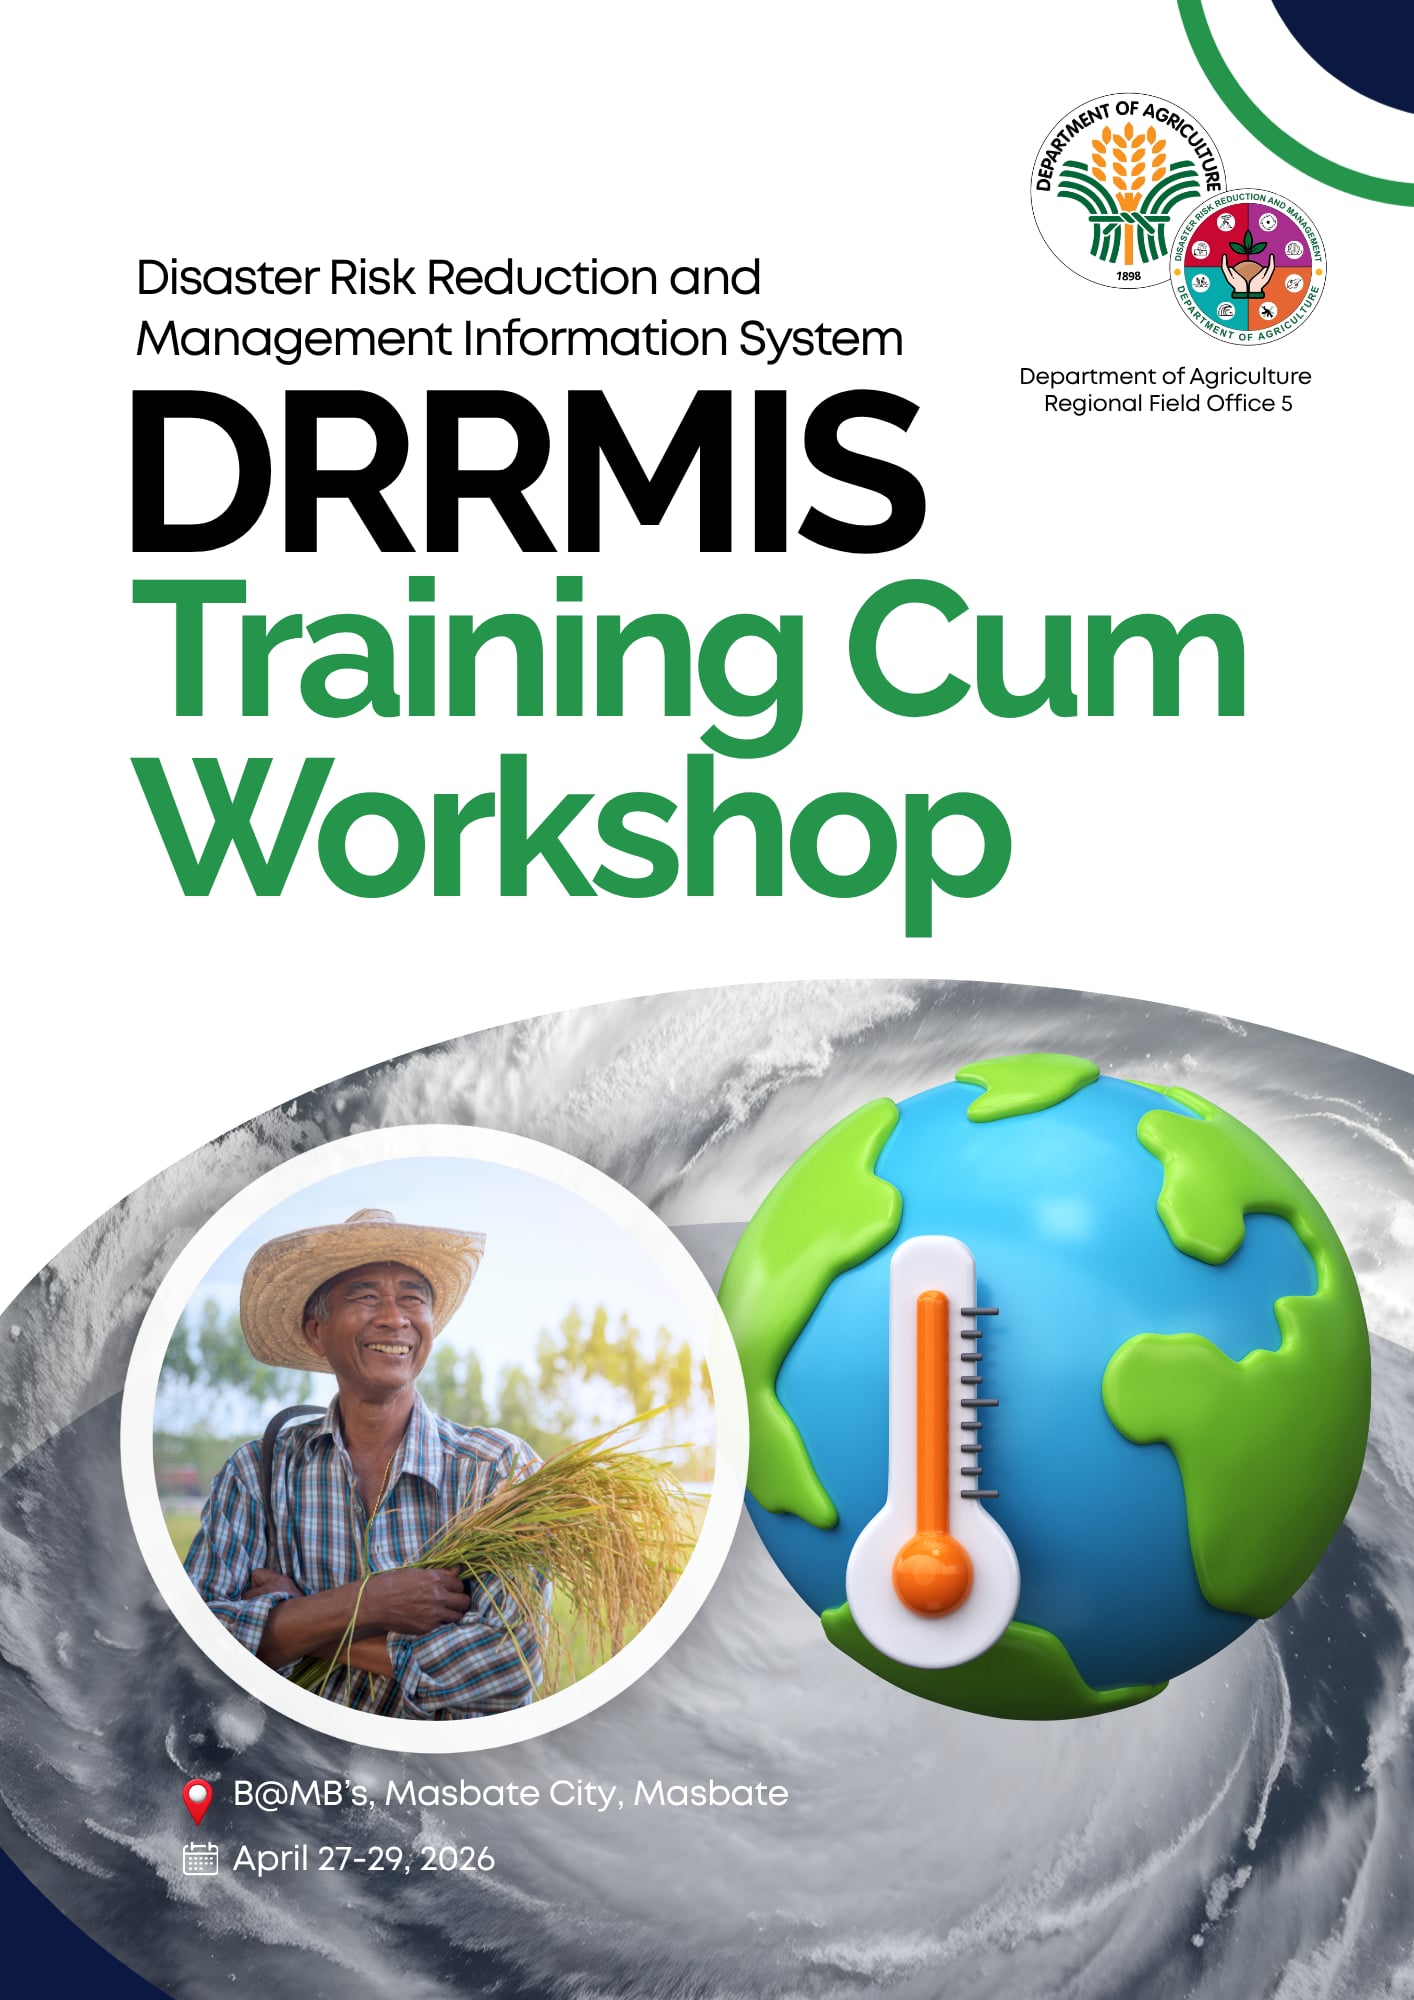 DEPARTMENT OF AGRICULTURE
1898
DISASTER RISK REDUCTION AND MANAGEMENT
DEPARTMENT OF AGRICULTURE
Department of Agriculture
Regional Field Office 5
Disaster Risk Reduction and
Management Information System
DRRMIS
Training Cum
Workshop
B@MB's, Masbate City, Masbate
April 27-29, 2026